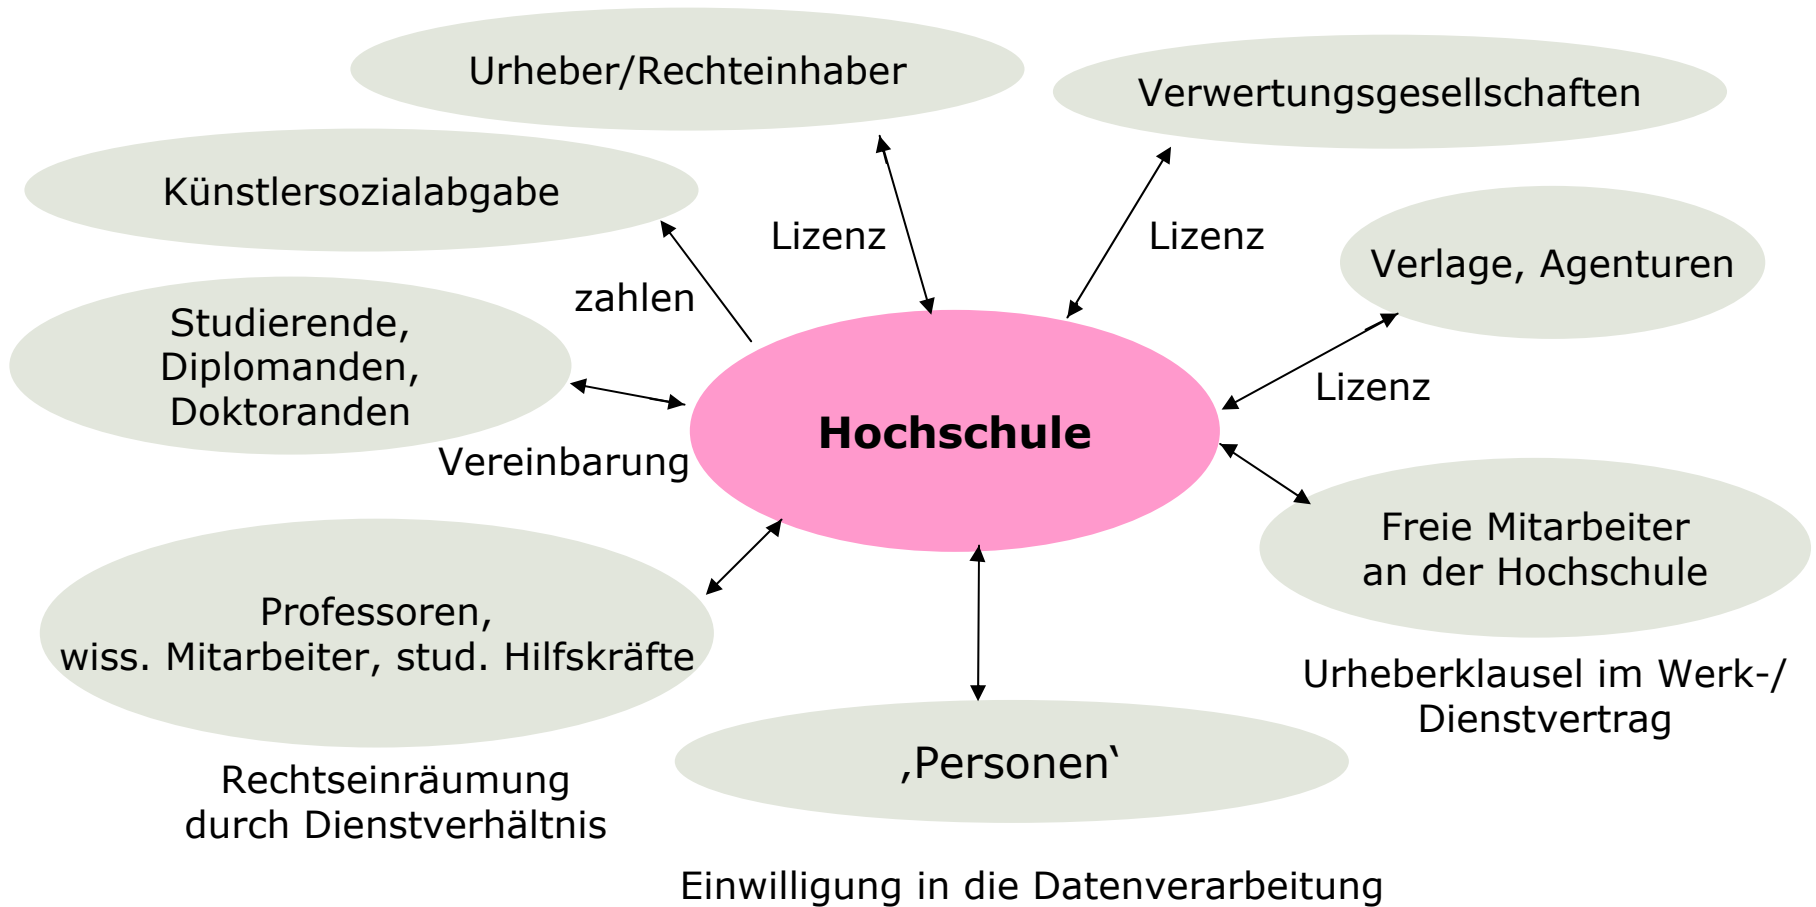 Urheber/Rechteinhaber
Verwertungsgesellschaften
Künstlersozialabgabe
Lizenz
Lizenz
Verlage, Agenturen
zahlen
Studierende,
Diplomanden,
Doktoranden
Lizenz
Hochschule
Vereinbarung
Freie Mitarbeiter
an der Hochschule
Professoren,
wiss. Mitarbeiter, stud. Hilfskräfte
Urheberklausel im Werk-/
Dienstvertrag
‚Personen‘
Rechtseinräumung
durch Dienstverhältnis
Einwilligung in die Datenverarbeitung